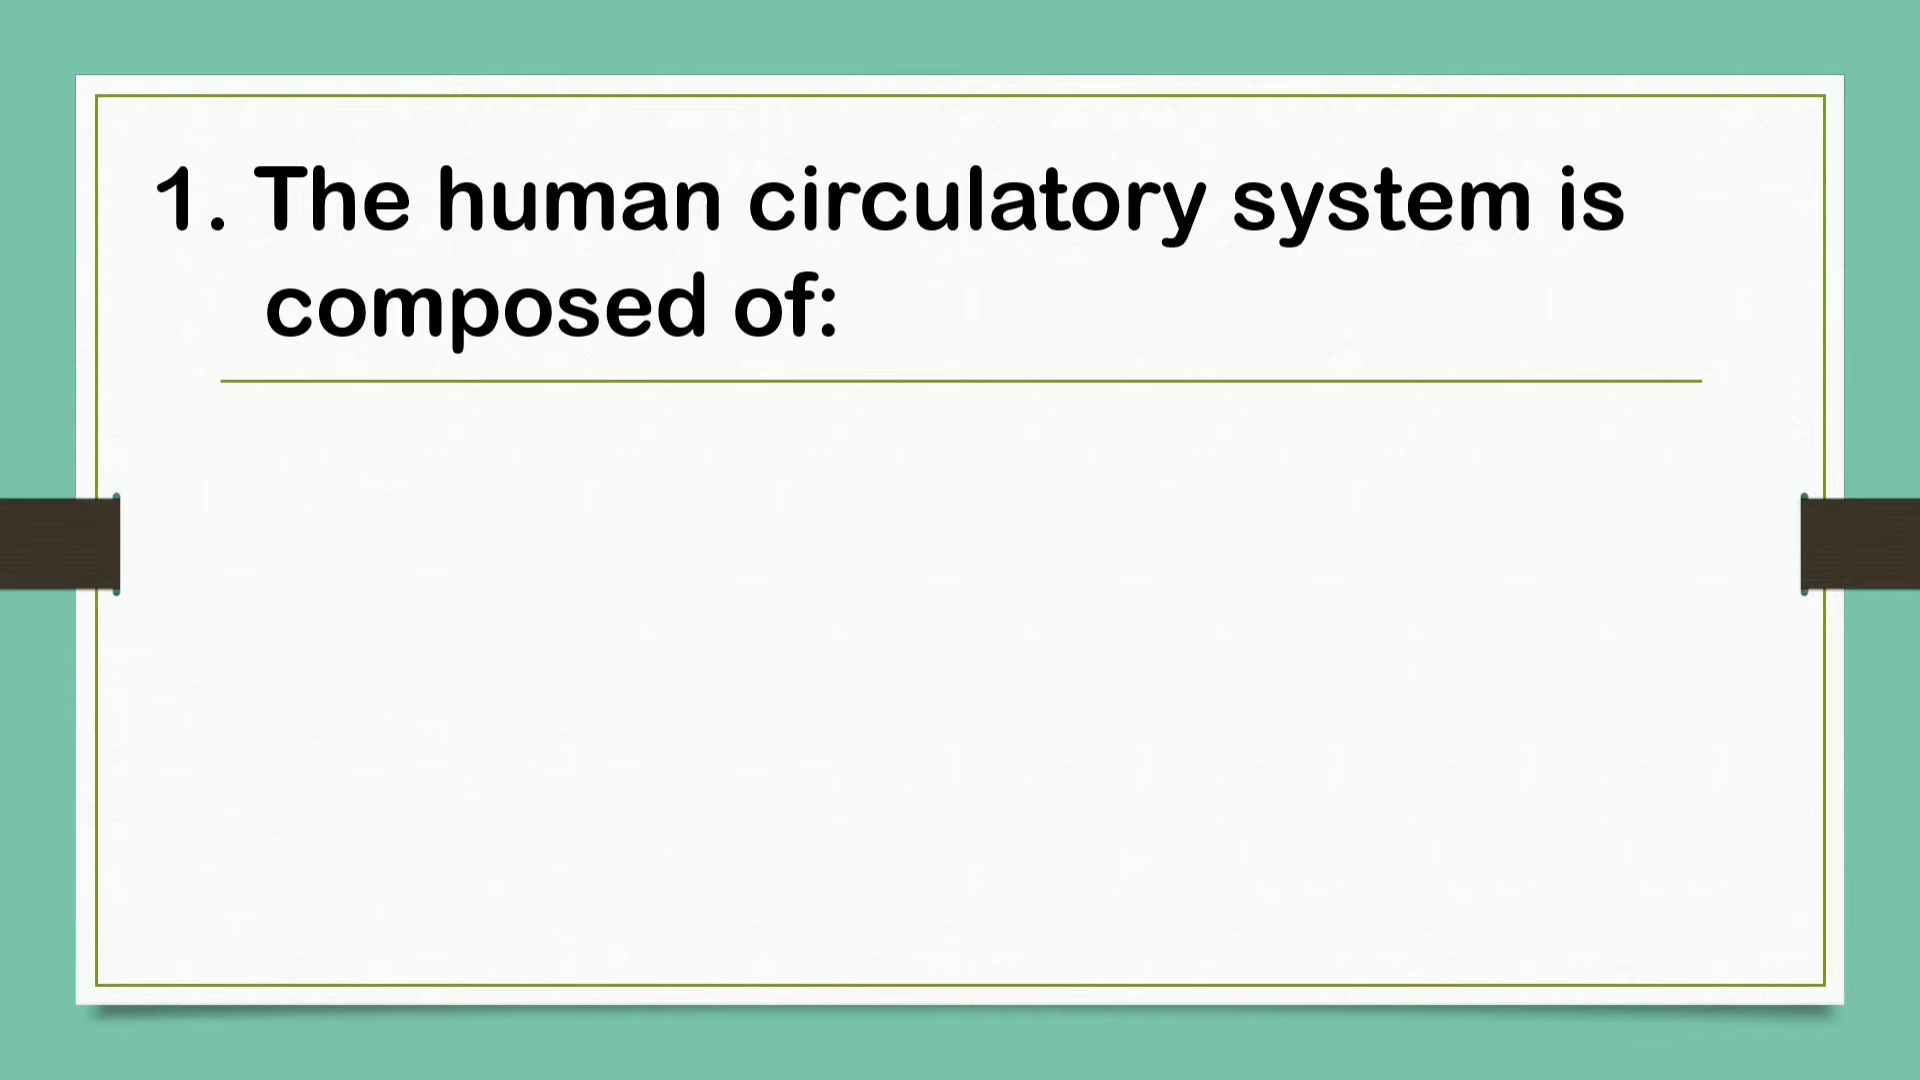 1. The human circulatory system is
composed of: